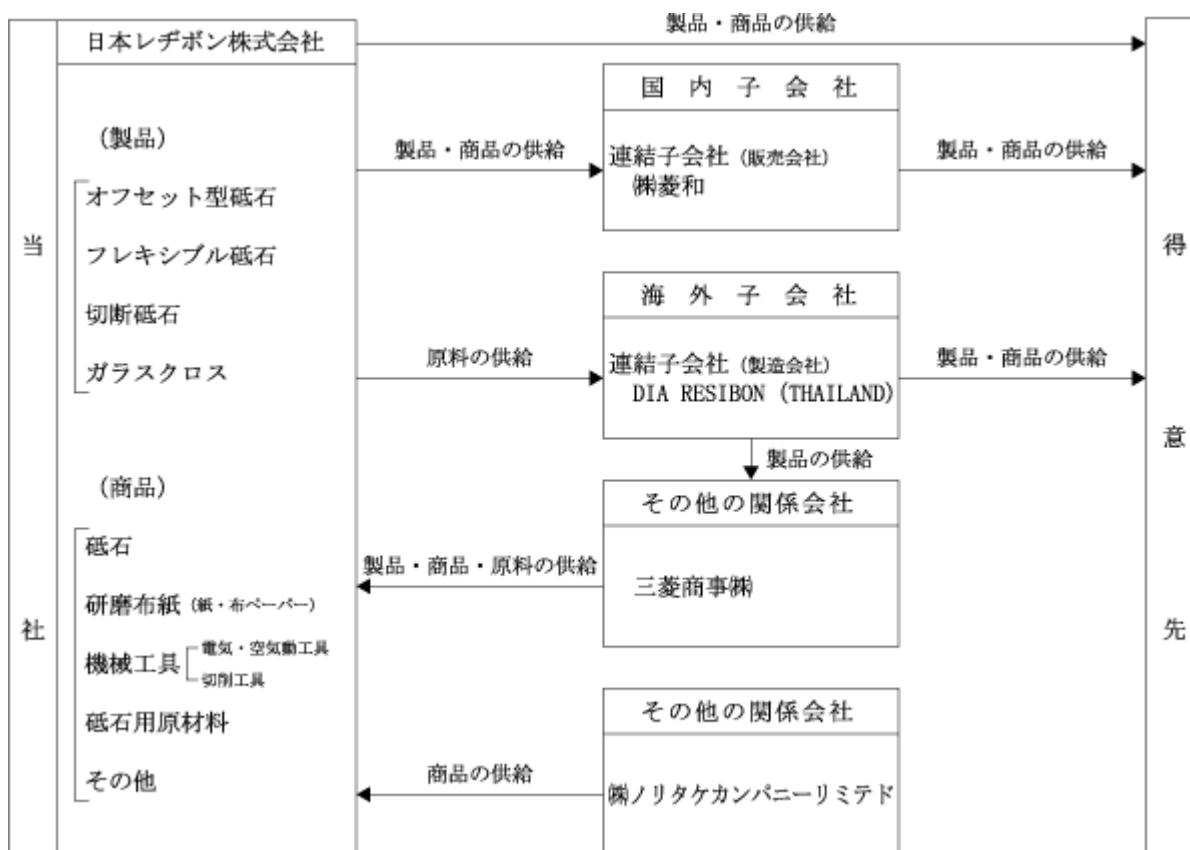 製品・商品の供給
日本レヂボン株式会社
当
社
（製品）
オフセット型砥石
フレキシブル砥石
切断砥石
ガラスクロス
（商品）
砥石
研磨布紙（紙・布ペーパー）
機械工具
電気・空気動工具
切削工具
砥石用原材料
その他
製品・商品の供給
原料の供給
製品・商品・原料の供給
商品の供給
国内子会社
連結子会社（販売会社）
㈱菱和
海外子会社
連結子会社（製造会社）
DIA RESIBON (THAILAND)
製品の供給
その他の関係会社
三菱商事㈱
その他の関係会社
㈱ノリタケカンパニーリミテド
製品・商品の供給
製品・商品の供給
得
意
先